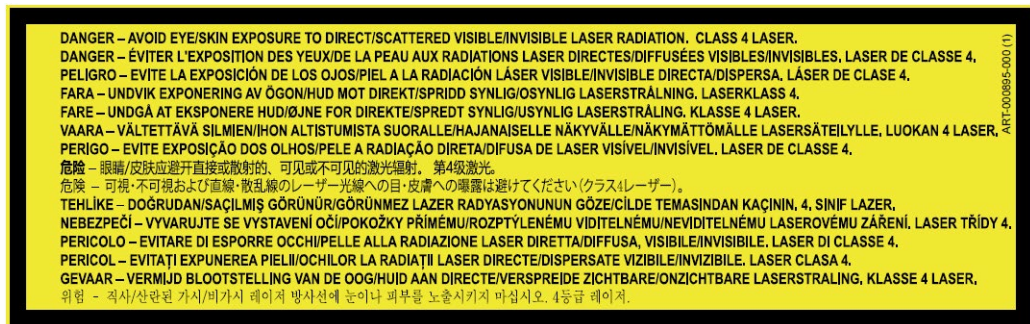 DANGER – AVOID EYE/SKIN EXPOSURE TO DIRECT/SCATTERED VISIBLE/INVISIBLE LASER RADIATION. CLASS 4 LASER.
DANGER – ÉVITER L'EXPOSITION DES YEUX/DE LA PEAU AUX RADIATIONS LASER DIRECTES/DIFFUSÉES VISIBLES/INVISIBLES. LASER DE CLASSE 4.
PELIGRO – EVITE LA EXPOSICIÓN DE LOS OJOS/PIEL A LA RADIACIÓN LÁSER VISIBLE/INVISIBLE DIRECTA/DISPERSA. LÁSER DE CLASE 4.
FARA – UNDVIK EXPONERING AV ÖGON/HUD MOT DIREKT/SPRIDD SYNLIG/OSYNLIG LASERSTRÅLNING. LASERKLASS 4.
FARE – UNDGÅ AT EKSPONERE HUD/ØJNE FOR DIREKTE/SPREDT SYNLIG/USYNLIG LASERSTRÅLING. KLASSE 4 LASER.
VAARA – VÄLTETTÄVÄ SILMIEN/IHON ALTISTUMISTA SUORALLE/HAJANAISELLE NÄKYVÄLLE/NÄKYMÄTTÖMÄLLE LASERSÄTEILYLLE. LUOKAN 4 LASER.
PERIGO – EVITE EXPOSIÇÃO DOS OLHOS/PELE A RADIAÇÃO DIRETA/DIFUSA DE LASER VISÍVEL/INVISÍVEL. LASER DE CLASSE 4.
危险 – 眼睛/皮肤应避开直接或散射的、可见或不可见的激光辐射。 第4级激光。
危険 – 可視・不可視および直線・散乱線のレーザー光線への目・皮膚への曝露は避けてください(クラス4レーザー)。
TEHLİKE – DOĞRUDAN/SAÇILMIŞ GÖRÜNÜR/GÖRÜNMEZ LAZER RADYASYONUNUN GÖZE/CİLDE TEMASINDAN KAÇININ. 4. SINIF LAZER.
NEBEZPEČÍ – VYVARUJTE SE VYSTAVENÍ OČÍ/POKOŽKY PŘÍMÉMU/ROZPTÝLENÉMU VIDITELNÉMU/NEVIDITELNÉMU LASEROVÉMU ZÁŘENÍ. LASER TŘÍDY 4.
PERICOLO – EVITARE DI ESPORRE OCCHI/PELLE ALLA RADIAZIONE LASER DIRETTA/DIFFUSA, VISIBILE/INVISIBILE. LASER DI CLASSE 4.
PERICOL – EVITAȚI EXPUNEREA PIELII/OCHILOR LA RADIAȚII LASER DIRECTE/DISPERSATE VIZIBILE/INVIZIBILE. LASER CLASA 4.
GEVAAR – VERMIJD BLOOTSTELLING VAN DE OOG/HUID AAN DIRECTE/VERSPREIDE ZICHTBARE/ONZICHTBARE LASERSTRALING. KLASSE 4 LASER.
위험 - 직사/산란된 가시/비가시 레이저 방사선에 눈이나 피부를 노출시키지 마십시오. 4등급 레이저.
ART-000895-0000 (1)